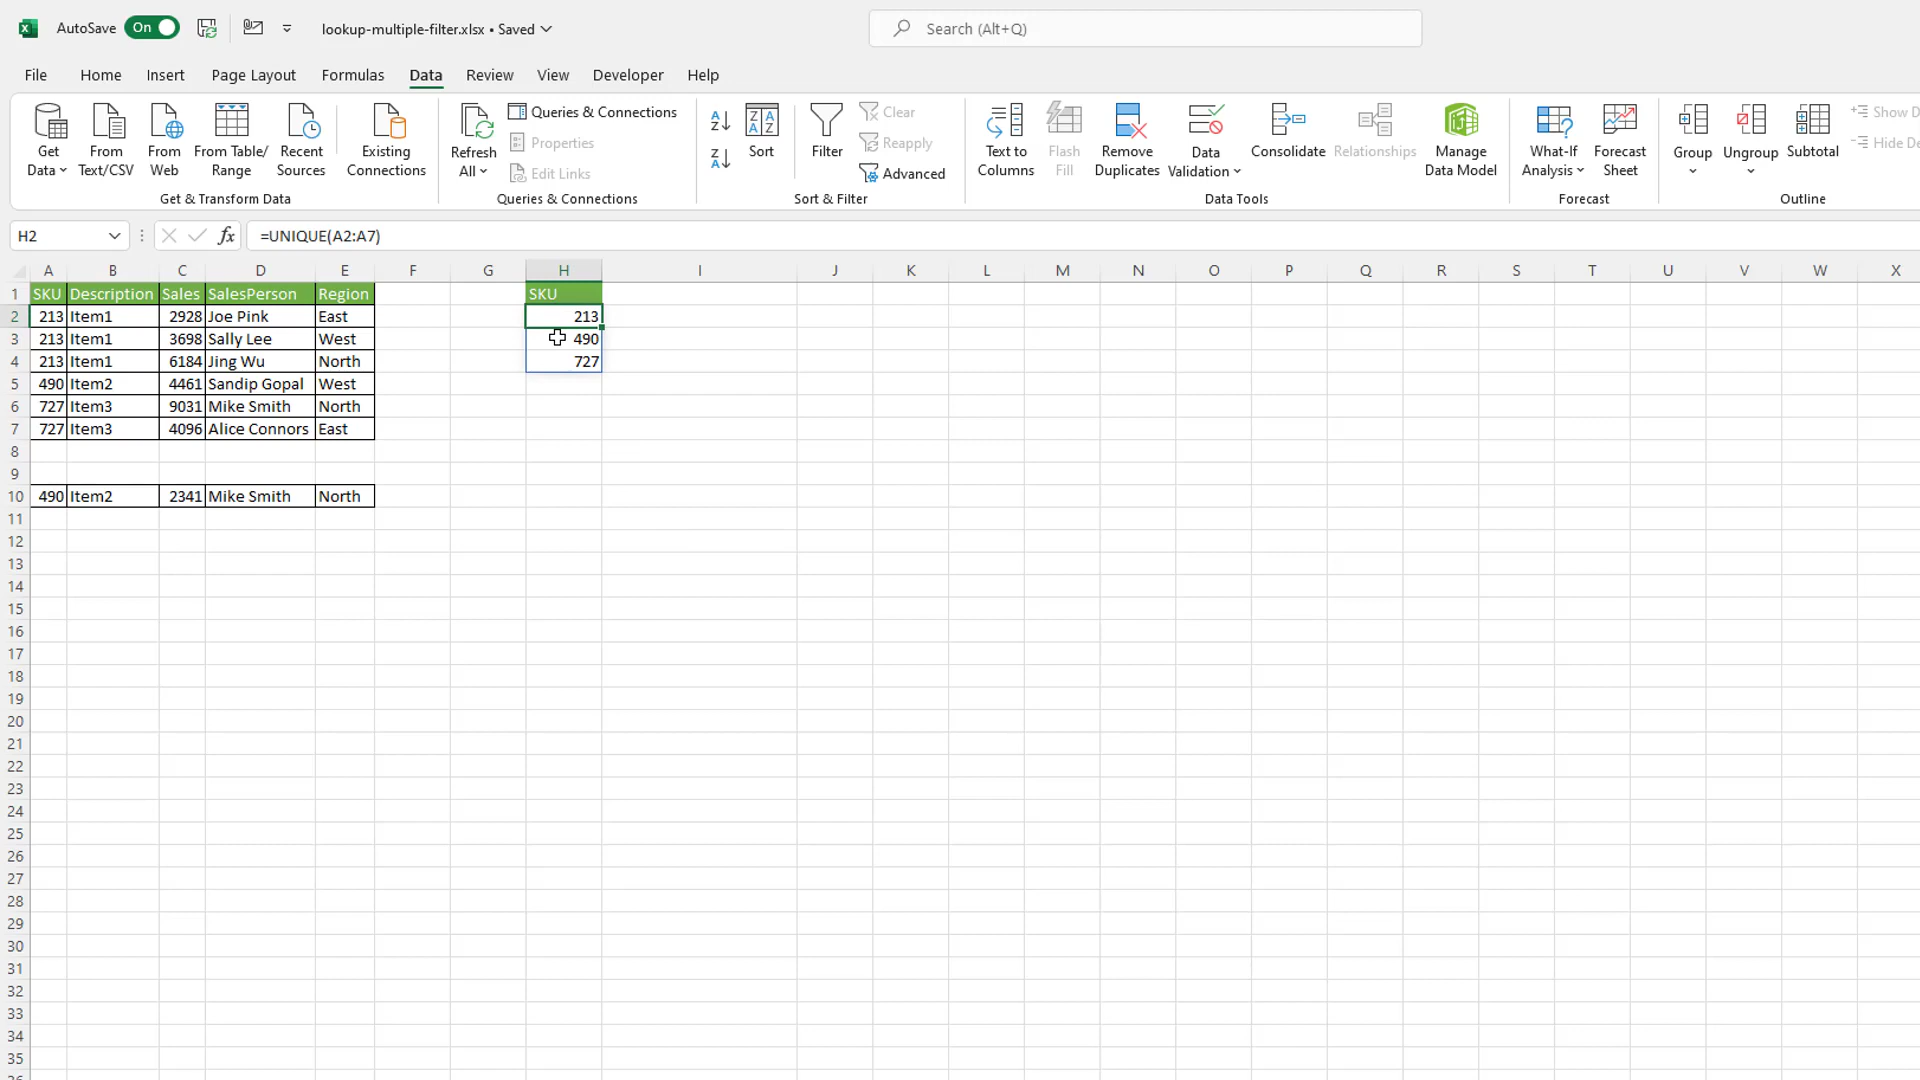 AutoSave On lookup-multiple-filter.xlsx • Saved Search (Alt+Q)
File Home Insert Page Layout Formulas Data Review View Developer Help
Get Data From Text/CSV From Web From Table/ Range Recent Sources Existing Connections
Get & Transform Data
Refresh All Queries & Connections Properties Edit Links
Queries & Connections
Sort Filter Clear Reapply Advanced
Sort & Filter
Text to Columns Flash Fill Remove Duplicates Data Validation Consolidate Relationships Manage Data Model
Data Tools
What-If Analysis Forecast Sheet
Forecast
Group Ungroup Subtotal Show D Hide De
Outline
H2 fx =UNIQUE(A2:A7)
A B C D E F G H I J K L M N O P Q R S T U V W X
1 SKU Description Sales SalesPerson Region SKU
2 213 Item1 2928 Joe Pink East 213
3 213 Item1 3698 Sally Lee West 490
4 213 Item1 6184 Jing Wu North 727
5 490 Item2 4461 Sandip Gopal West
6 727 Item3 9031 Mike Smith North
7 727 Item3 4096 Alice Connors East
8
9
10 490 Item2 2341 Mike Smith North
11
12
13
14
15
16
17
18
19
20
21
22
23
24
25
26
27
28
29
30
31
32
33
34
35